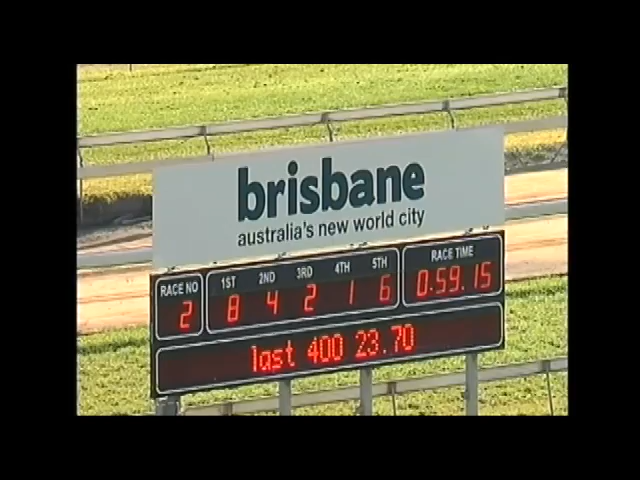 brisbane
australia's new world city
RACE NO 1ST 2ND 3RD 4TH 5TH RACE TIME
2 8 4 2 1 6 0:59.15
last 400 23.70